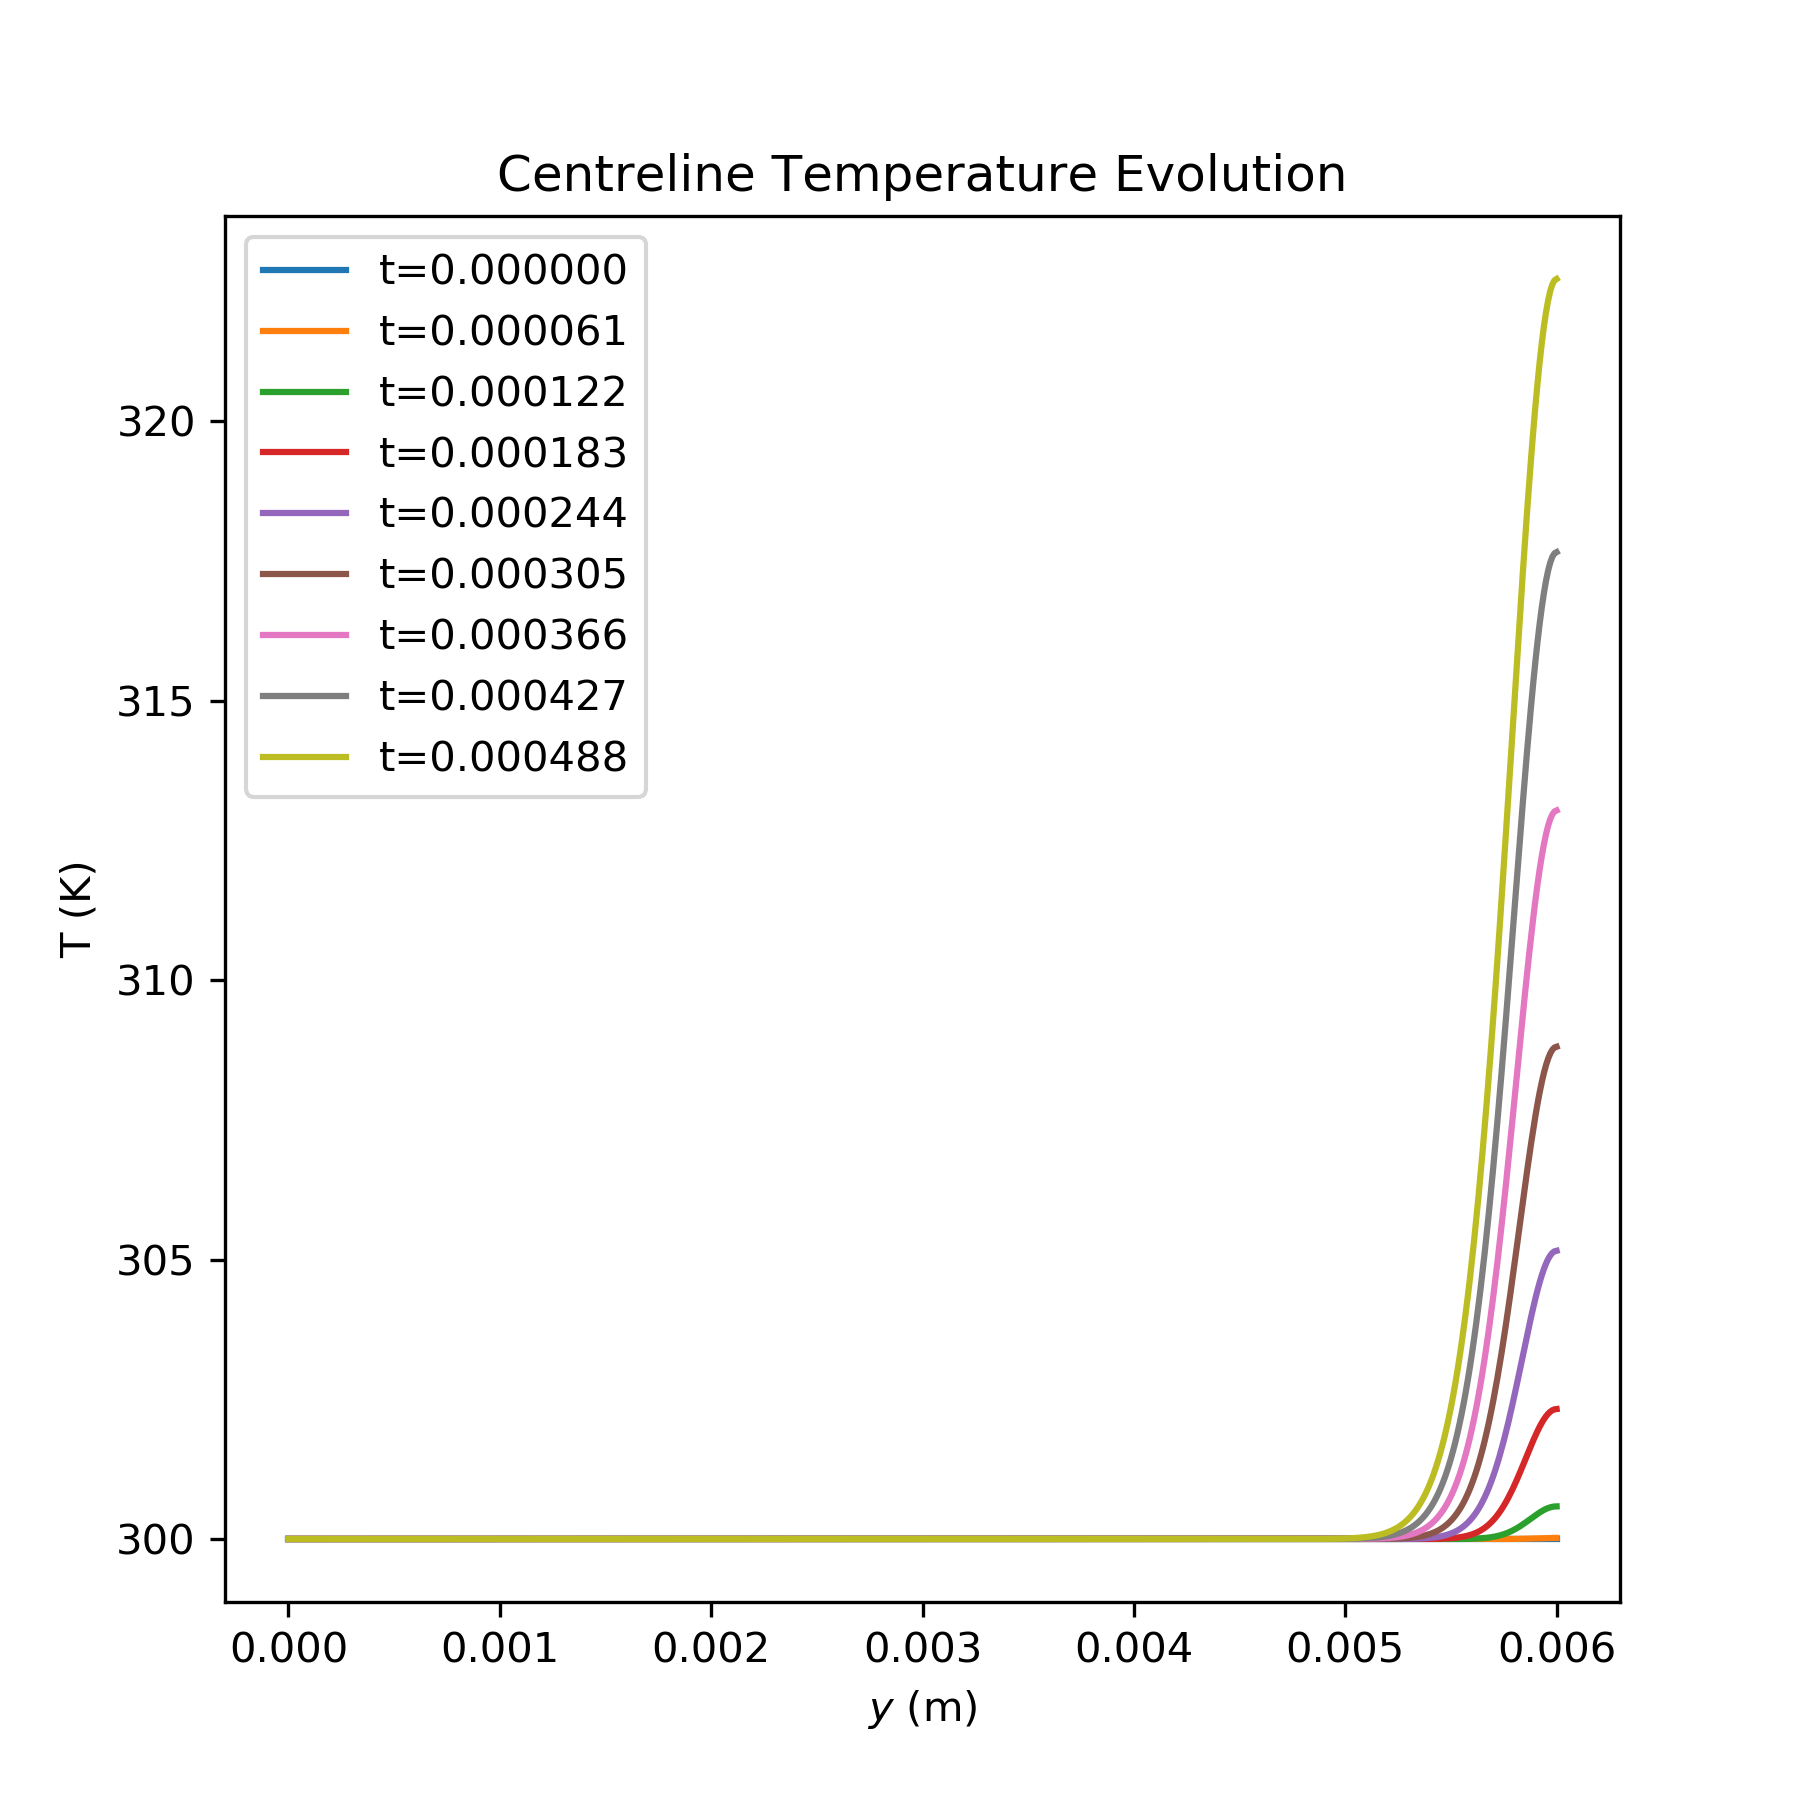 Centreline Temperature Evolution
t=0.000000
t=0.000061
t=0.000122
t=0.000183
t=0.000244
t=0.000305
t=0.000366
t=0.000427
t=0.000488
T (K)
320
315
310
305
300
0.000 0.001 0.002 0.003 0.004 0.005 0.006
y (m)